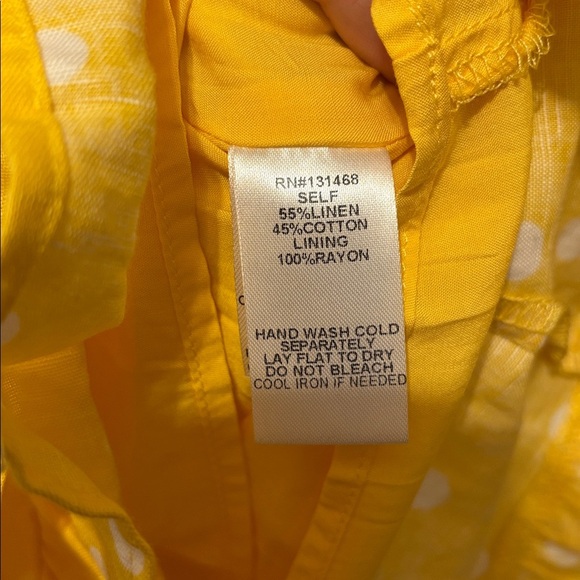 RN#131468
SELF
55%LINEN
45%COTTON
LINING
100%RAYON
HAND WASH COLD
SEPARATELY
LAY FLAT TO DRY
DO NOT BLEACH
COOL IRON IF NEEDED